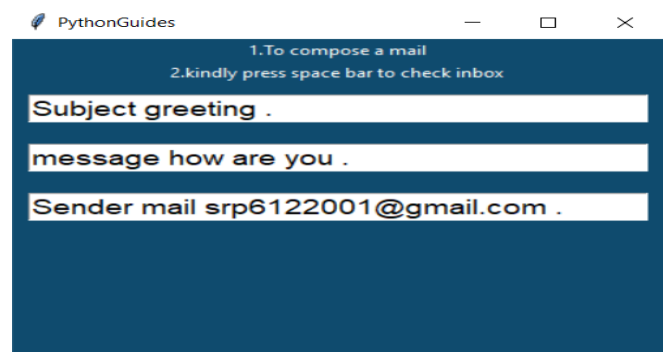 PythonGuides
1.To compose a mail
2.kindly press space bar to check inbox
Subject greeting .
message how are you .
Sender mail srp6122001@gmail.com .